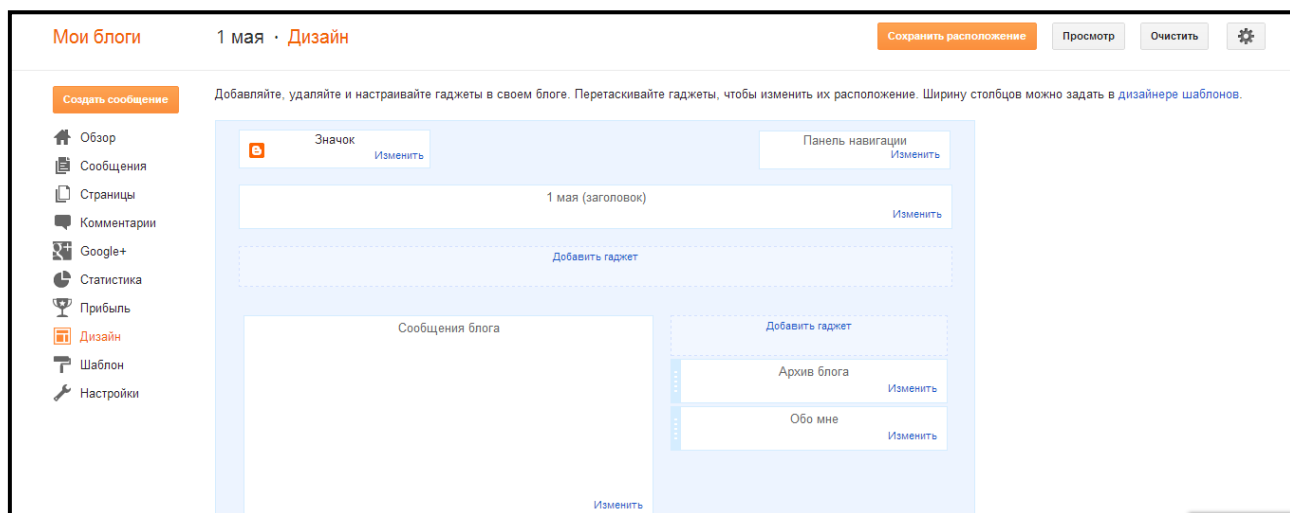 Мои блоги
1 мая · Дизайн
Сохранить расположение
Просмотр
Очистить
Создать сообщение
Обзор
Сообщения
Страницы
Комментарии
Google+
Статистика
Прибыль
Дизайн
Шаблон
Настройки
Добавляйте, удаляйте и настраивайте гаджеты в своем блоге. Перетаскивайте гаджеты, чтобы изменить их расположение. Ширину столбцов можно задать в дизайнере шаблонов.
Значок
Изменить
Панель навигации
Изменить
1 мая (заголовок)
Изменить
Добавить гаджет
Сообщения блога
Изменить
Добавить гаджет
Архив блога
Изменить
Обо мне
Изменить